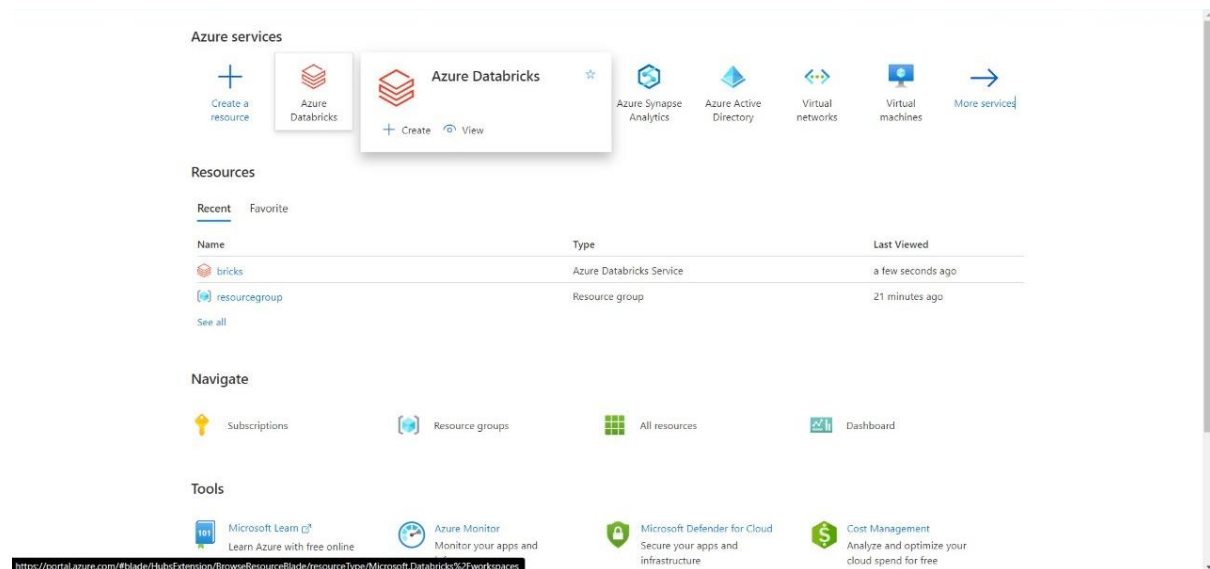 Azure services
Create a resource
Azure Databricks
Azure Databricks
Create
View
Azure Synapse Analytics
Azure Active Directory
Virtual networks
Virtual machines
More services
Resources
Recent Favorite
Name Type Last Viewed
bricks Azure Databricks Service a few seconds ago
resourcegroup Resource group 21 minutes ago
See all
Navigate
Subscriptions Resource groups All resources Dashboard
Tools
101
Microsoft Learn
Learn Azure with free online
Azure Monitor
Monitor your apps and
Microsoft Defender for Cloud
Secure your apps and
infrastructure
Cost Management
Analyze and optimize your
cloud spend for free
https://portal.azure.com/#blade/HubsExtension/BrowseResourceBlade/resourceType/Microsoft.Databricks%2Fworkspaces